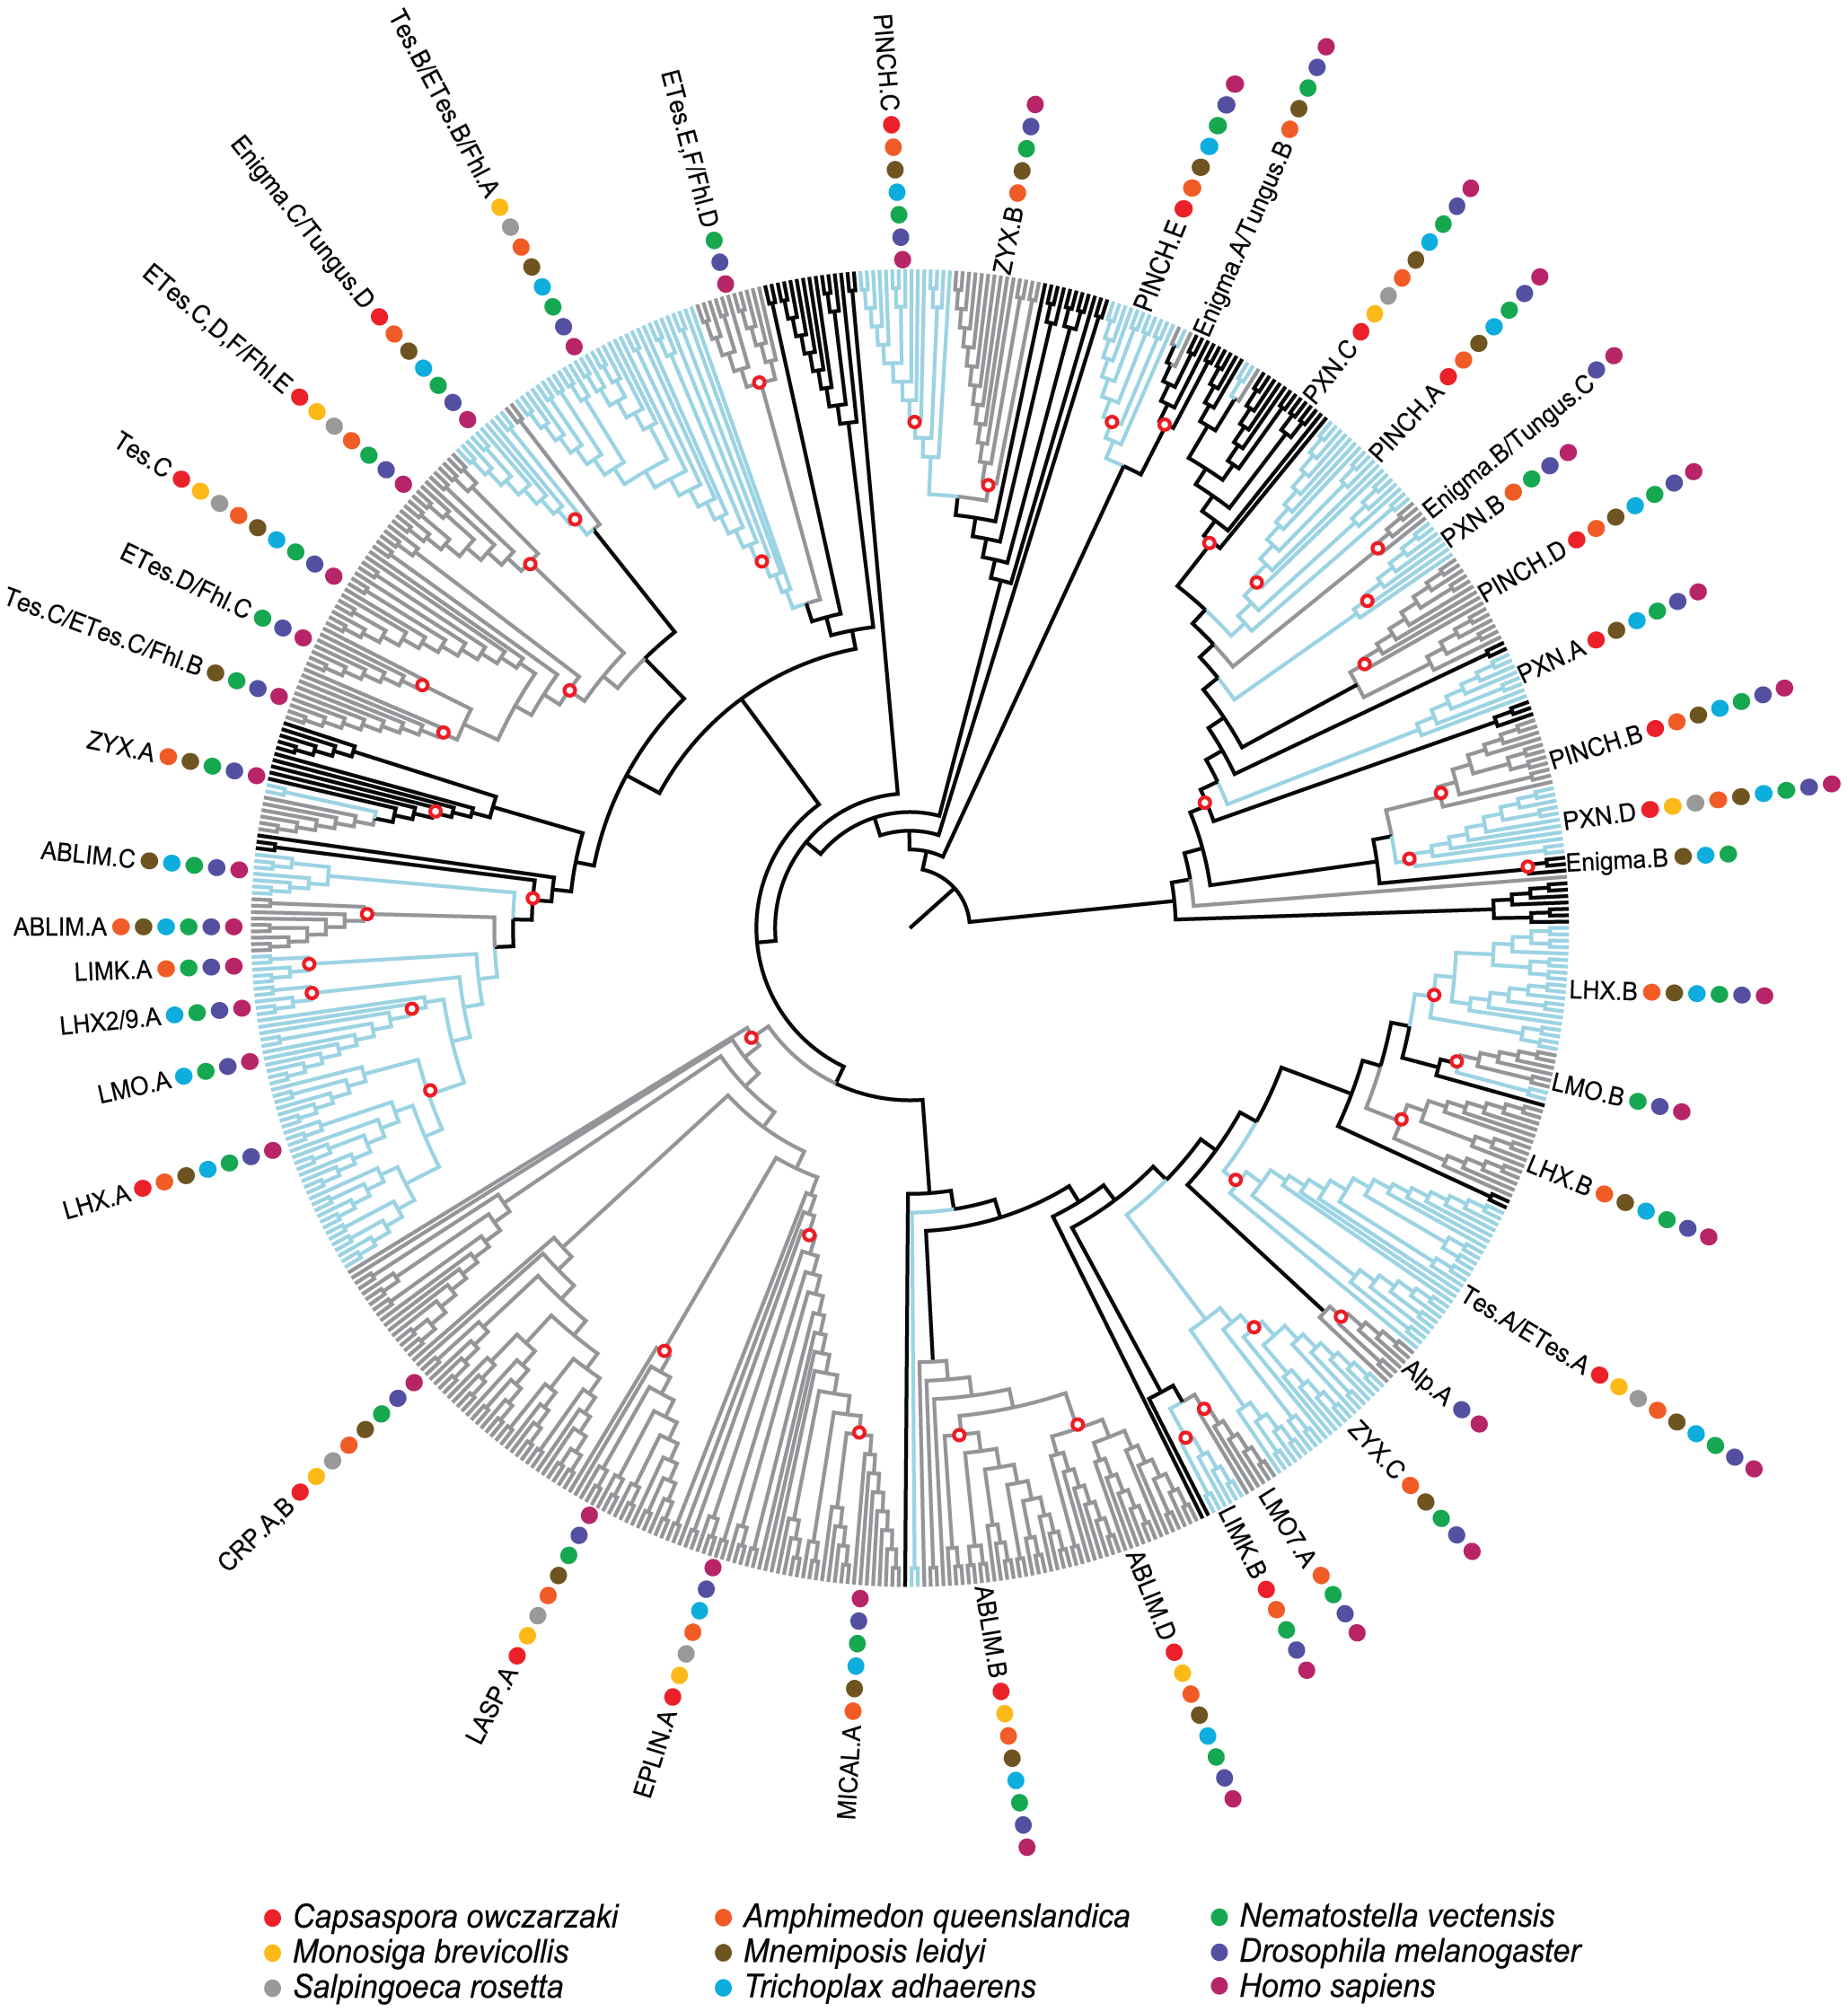 PINCH.C
ZYX.B
PINCH.E
Enigma.A/Tungus.B
PXN.C
PINCH.A
Enigma.B/Tungus.C
PXN.B
PINCH.D
PXN.A
PINCH.B
PXN.D
Enigma.B
LHX.B
LMO.B
LHX.B
Tes.A/ETes.A
Alp.A
ZYX.C
LMO7.A
LIMK.B
ABLIM.D
ABLIM.B
MICAL.A
EPLIN.A
LASP.A
CRP.A,B
LHX.A
LMO.A
LHX2/9.A
LIMK.A
ABLIM.A
ABLIM.C
ZYX.A
Tes.C/ETes.C/Fhl.B
ETes.D/Fhl.C
Tes.C
ETes.C,D,F/Fhl.E
Enigma.C/Tungus.D
Tes.B/ETes.B/Fhl.A
ETes.E,F/Fhl.D
Capsaspora owczarzaki
Monosiga brevicollis
Salpingoeca rosetta
Amphimedon queenslandica
Mnemiposis leidyi
Trichoplax adhaerens
Nematostella vectensis
Drosophila melanogaster
Homo sapiens